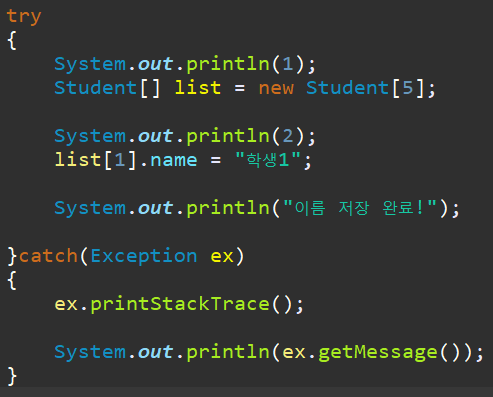 try
{
    System.out.println(1);
    Student[] list = new Student[5];

    System.out.println(2);
    list[1].name = "학생1";

    System.out.println("이름 저장 완료!");

}catch(Exception ex)
{
    ex.printStackTrace();

    System.out.println(ex.getMessage());
}